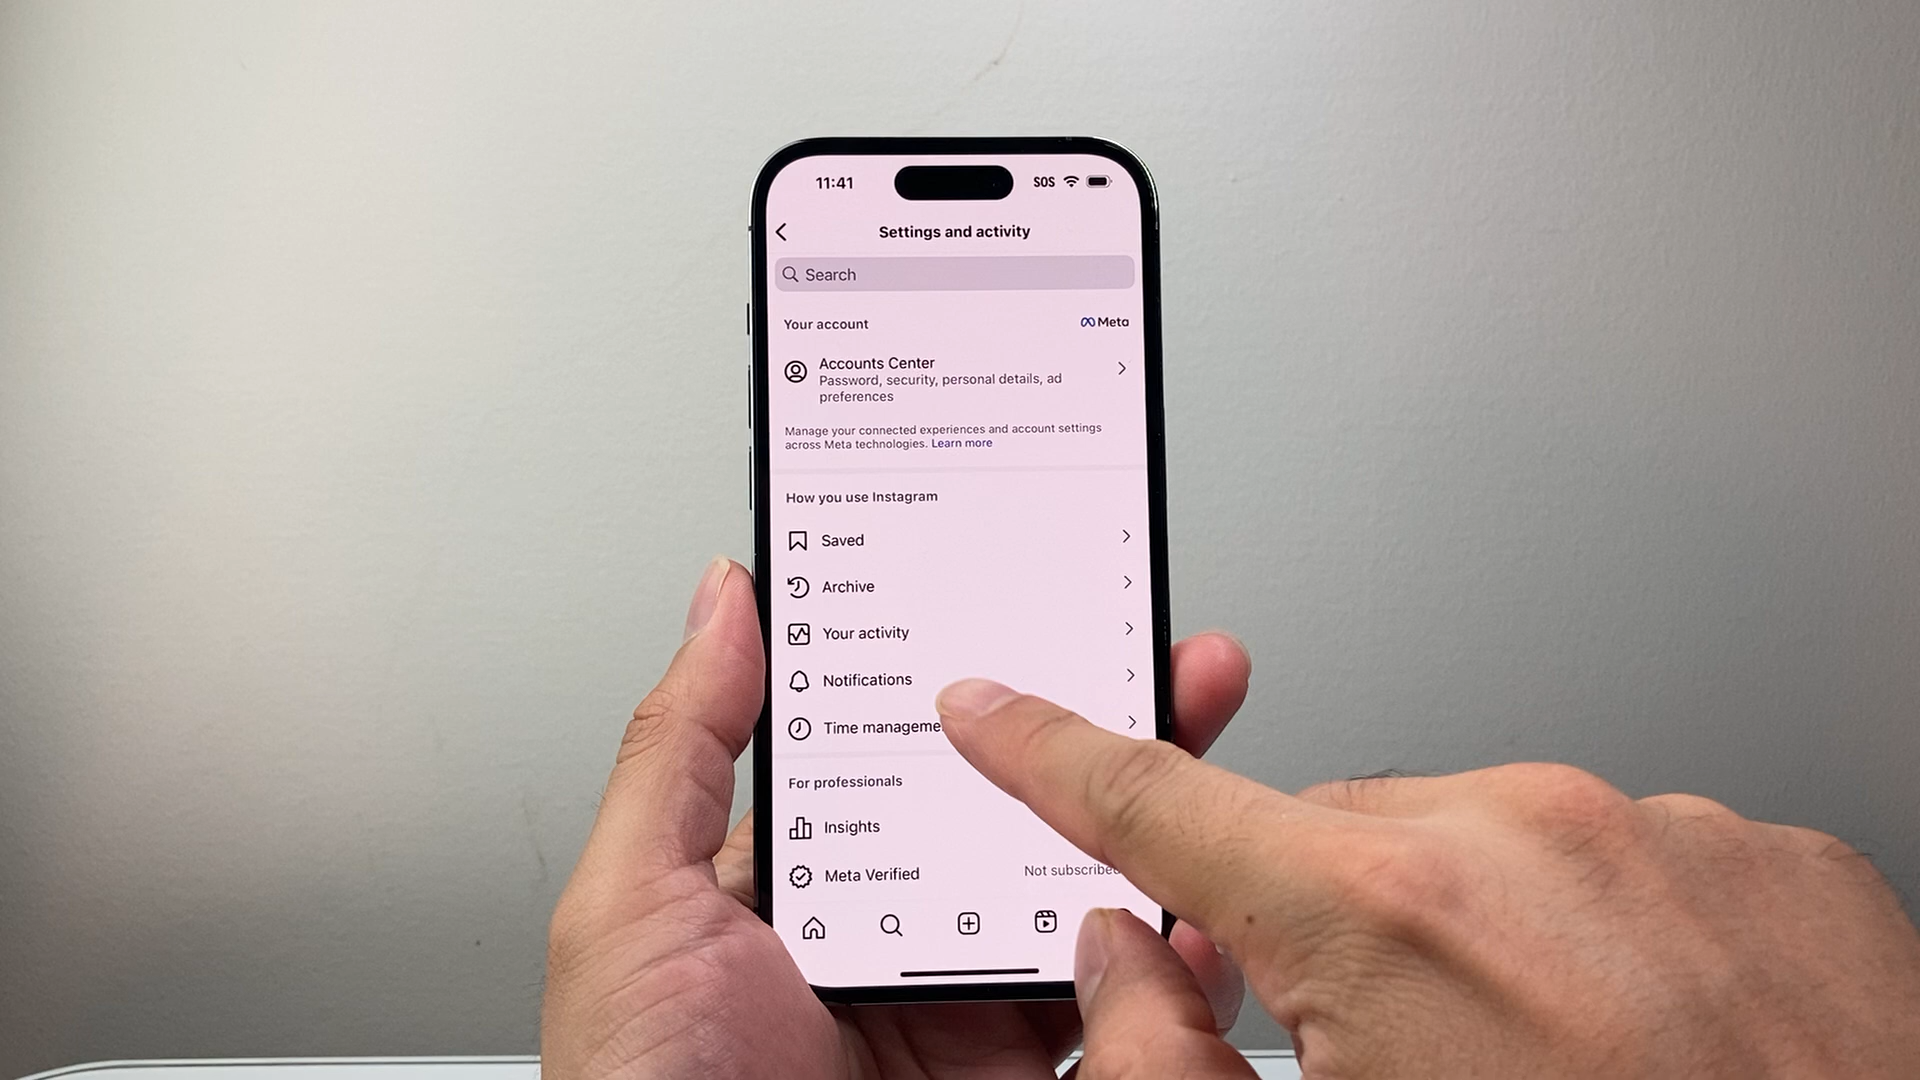 11:41 SOS
Settings and activity
Search
Your account Meta
Accounts Center
Password, security, personal details, ad
preferences
Manage your connected experiences and account settings
across Meta technologies. Learn more
How you use Instagram
Saved
Archive
Your activity
Notifications
Time manageme
For professionals
Insights
Meta Verified Not subscribed